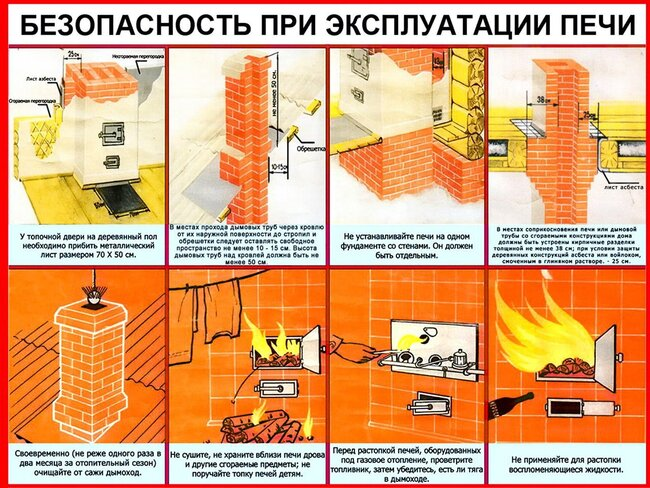 БЕЗОПАСНОСТЬ ПРИ ЭКСПЛУАТАЦИИ ПЕЧИ
25 см
Несгораемая перегородка
Лист асбеста
Сгораемая перегородка
У топочной двери на деревянный пол
необходимо прибить металлический
лист размером 70 X 50 см.
не менее 50 см.
Обрешетка
10-15см
В местах прохода дымовых труб через кровлю
от их наружной поверхности до стропил и
обрешетки следует оставлять свободное
пространство не менее 10 - 15 см. Высота
дымовых труб над кровлей должна быть не
менее 50 см.
Не устанавливайте печи на одном
фундаменте со стенами. Он должен
быть отдельным.
38 см
25 см
лист асбеста
В местах соприкосновения печи или дымовой
трубы со сгораемыми конструкциями дома
должны быть устроены кирпичные разделки
толщиной не менее 38 см; при условии защиты
деревянных конструкций асбеста или войлоком,
смоченным в глиняном растворе. - 25 см.
Своевременно (не реже одного раза в
два месяца за отопительный сезон)
очищайте от сажи дымоход.
Не сушите, не храните вблизи печи дрова
и другие сгораемые предметы; не
поручайте топку печей детям.
Перед растопкой печей, оборудованных
под газовое отопление, проветрите
топливник, затем убедитесь, есть ли тяга
в дымоходе.
Не применяйте для растопки
воспломеняющиеся жидкости.